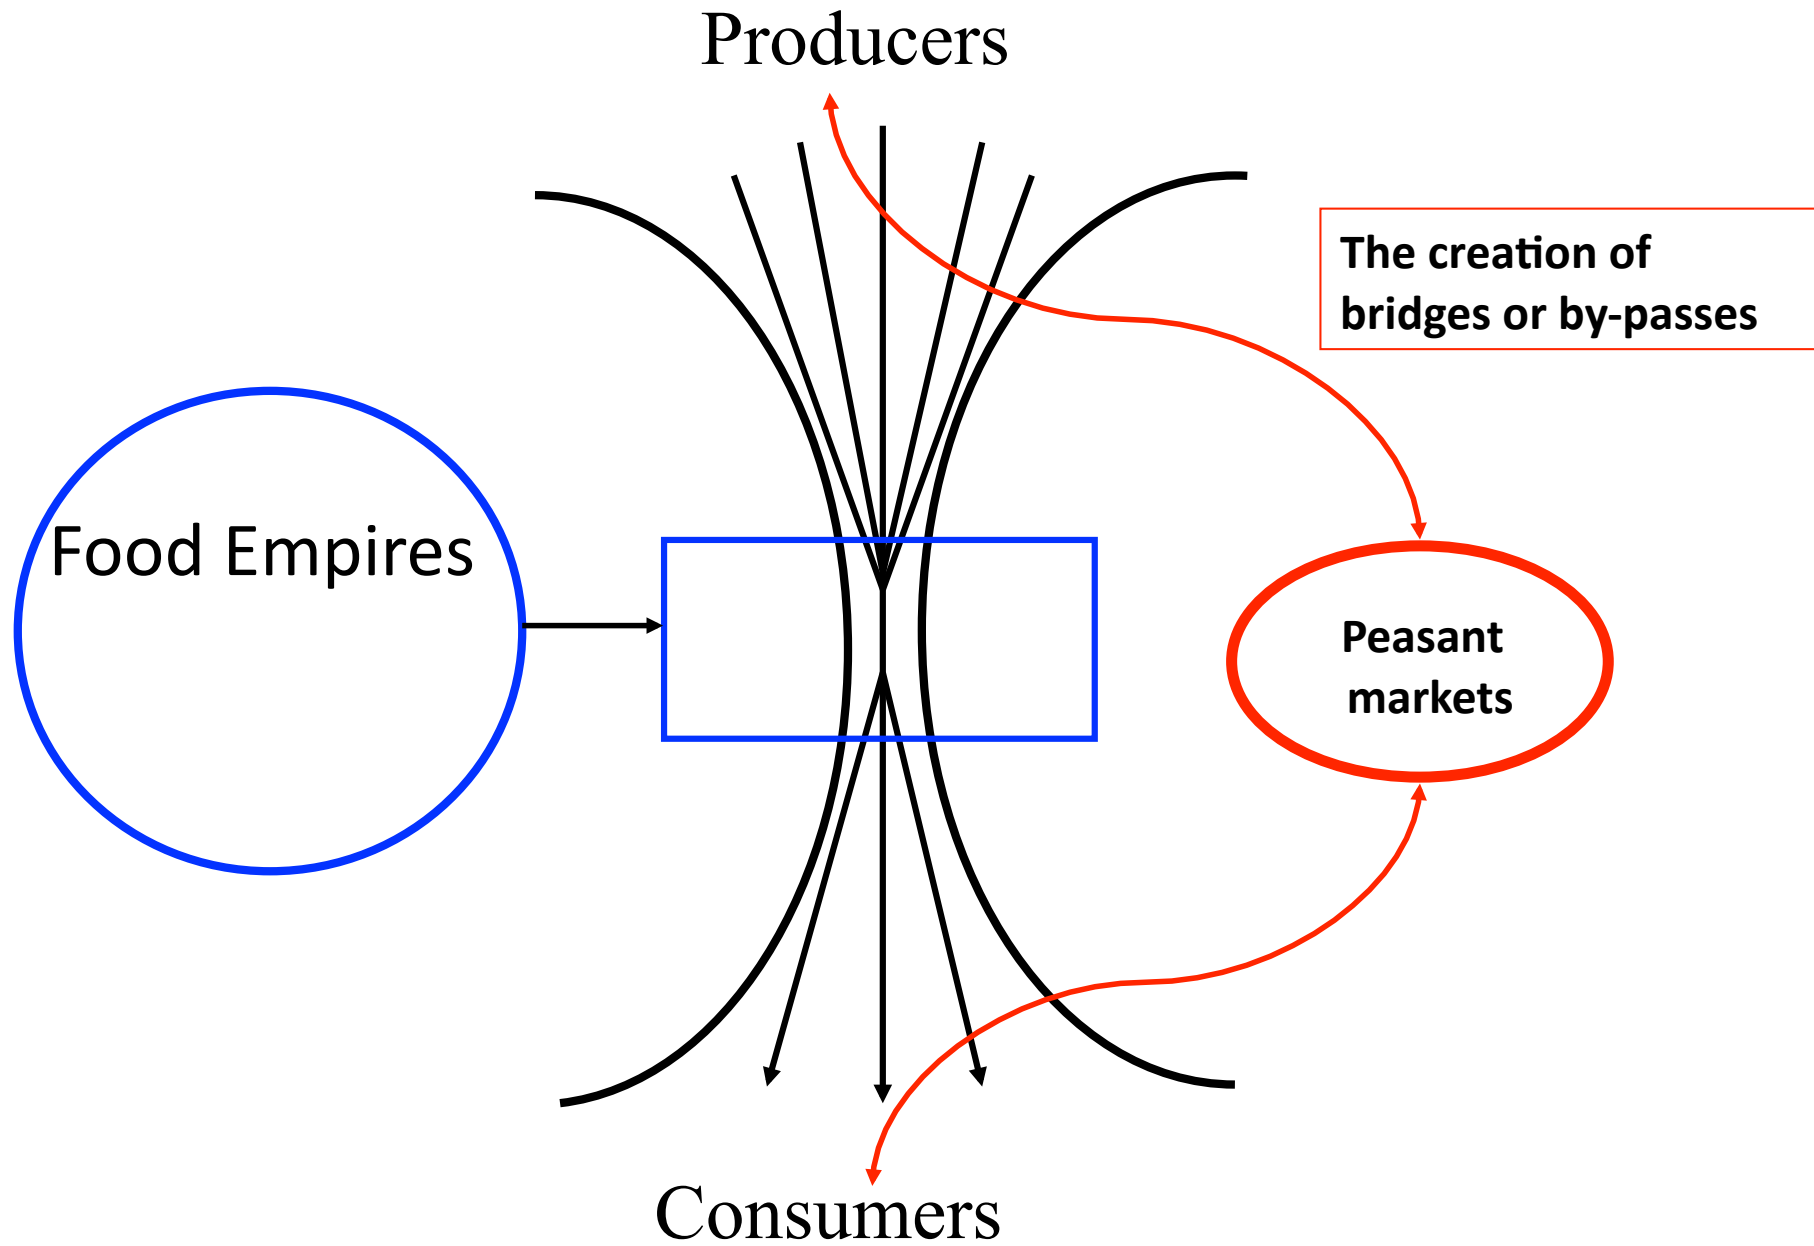 Producers
The creation of
bridges or by-passes
Food Empires
Peasant
markets
Consumers